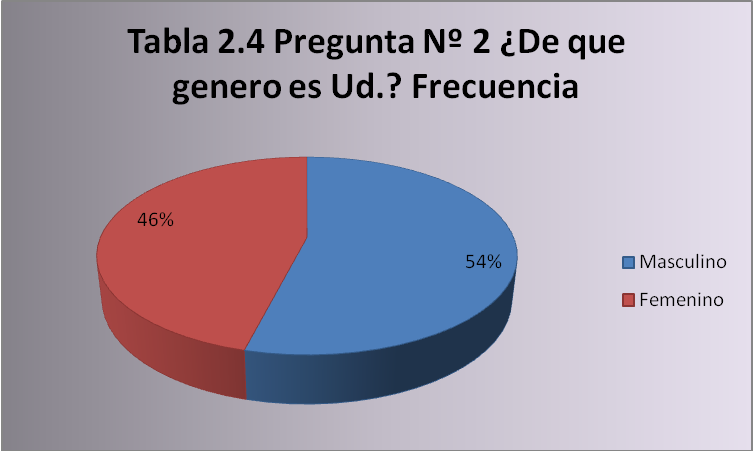 Tabla 2.4 Pregunta Nº 2 ¿De que
genero es Ud.? Frecuencia
46%
54%
Masculino
Femenino